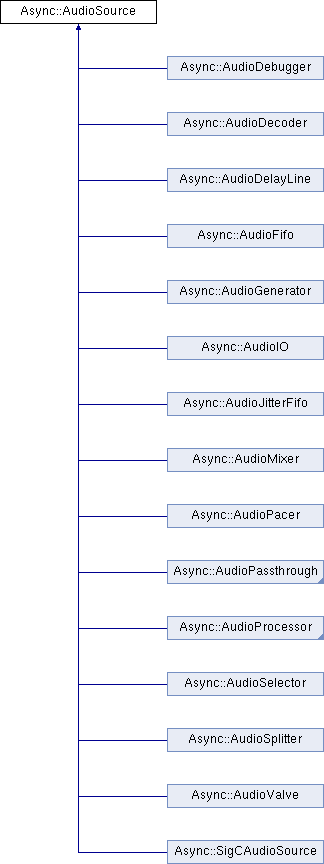 Async::AudioSource
Async::AudioDebugger
Async::AudioDecoder
Async::AudioDelayLine
Async::AudioFifo
Async::AudioGenerator
Async::AudioIO
Async::AudioJitterFifo
Async::AudioMixer
Async::AudioPacer
Async::AudioPassthrough
Async::AudioProcessor
Async::AudioSelector
Async::AudioSplitter
Async::AudioValve
Async::SigCAudioSource